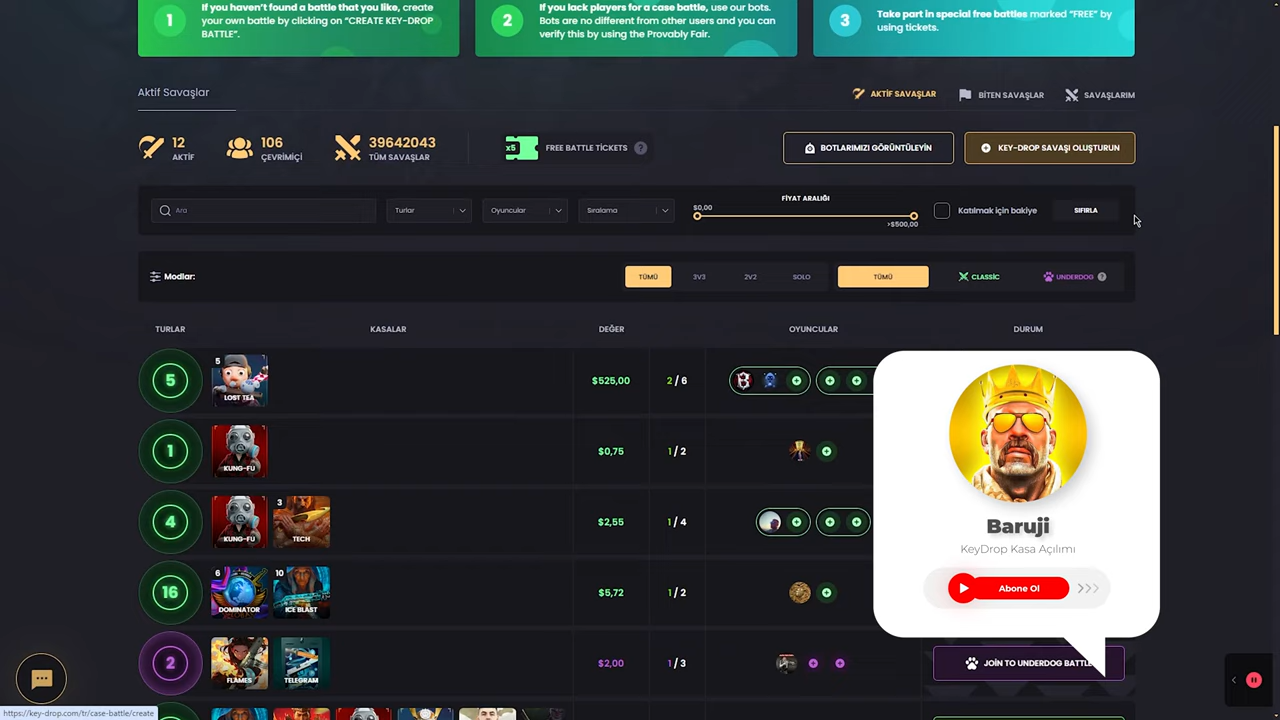 1
If you haven't found a battle that you like, create
your own battle by clicking on "CREATE KEY-DROP
BATTLE".
2
If you lack players for a case battle, use our bots.
Bots are no different from other users and you can
verify this by using the Provably Fair.
3
Take part in special free battles marked "FREE" by
using tickets.
Aktif Savaşlar
AKTİF SAVAŞLAR
BİTEN SAVAŞLAR
SAVAŞLARIM
12
AKTİF
106
ÇEVRİMİÇİ
39642043
TÜM SAVAŞLAR
x5
FREE BATTLE TICKETS ?
BOTLARIMIZI GÖRÜNTÜLEYİN
KEY-DROP SAVAŞI OLUŞTURUN
Ara
Turlar
Oyuncular
Sıralama
FİYAT ARALIĞI
$0,00
>$500,00
Katılmak için bakiye
SIFIRLA
Modlar:
TÜMÜ
3V3
2V2
SOLO
TÜMÜ
CLASSIC
UNDERDOG ?
TURLAR
KASALAR
DEĞER
OYUNCULAR
DURUM
5
5
LOST TEA
$525,00
2 / 6
1
KUNG-FU
$0,75
1 / 2
4
KUNG-FU
3
TECH
$2,55
1 / 4
16
6
DOMINATOR
10
ICE BLAST
$5,72
1 / 2
2
FLAMES
TELEGRAM
$2,00
1 / 3
JOIN TO UNDERDOG BATTLE
Baruji
KeyDrop Kasa Açılımı
Abone Ol
https://key-drop.com/tr/case-battle/create